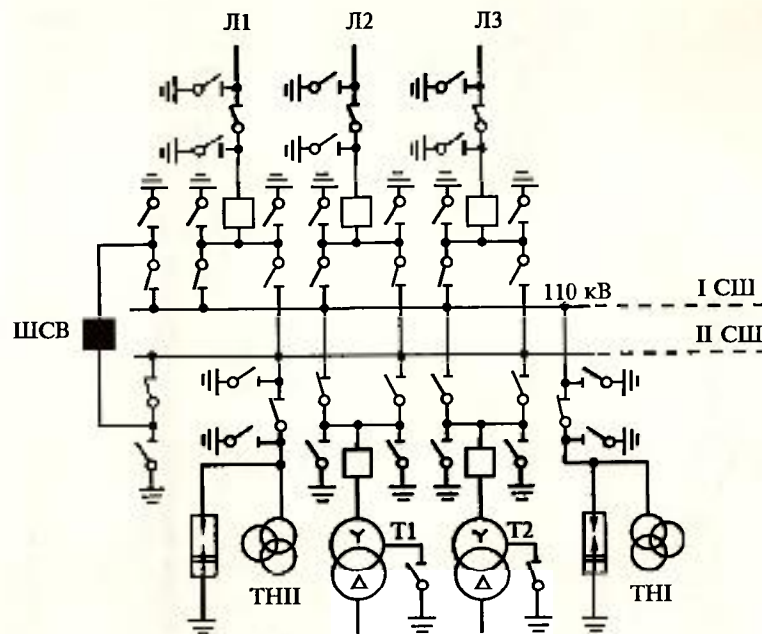 Л1 Л2 Л3
110 кВ
I СШ
ШСВ
II СШ
Т1
Т2
ТНII
ТНI